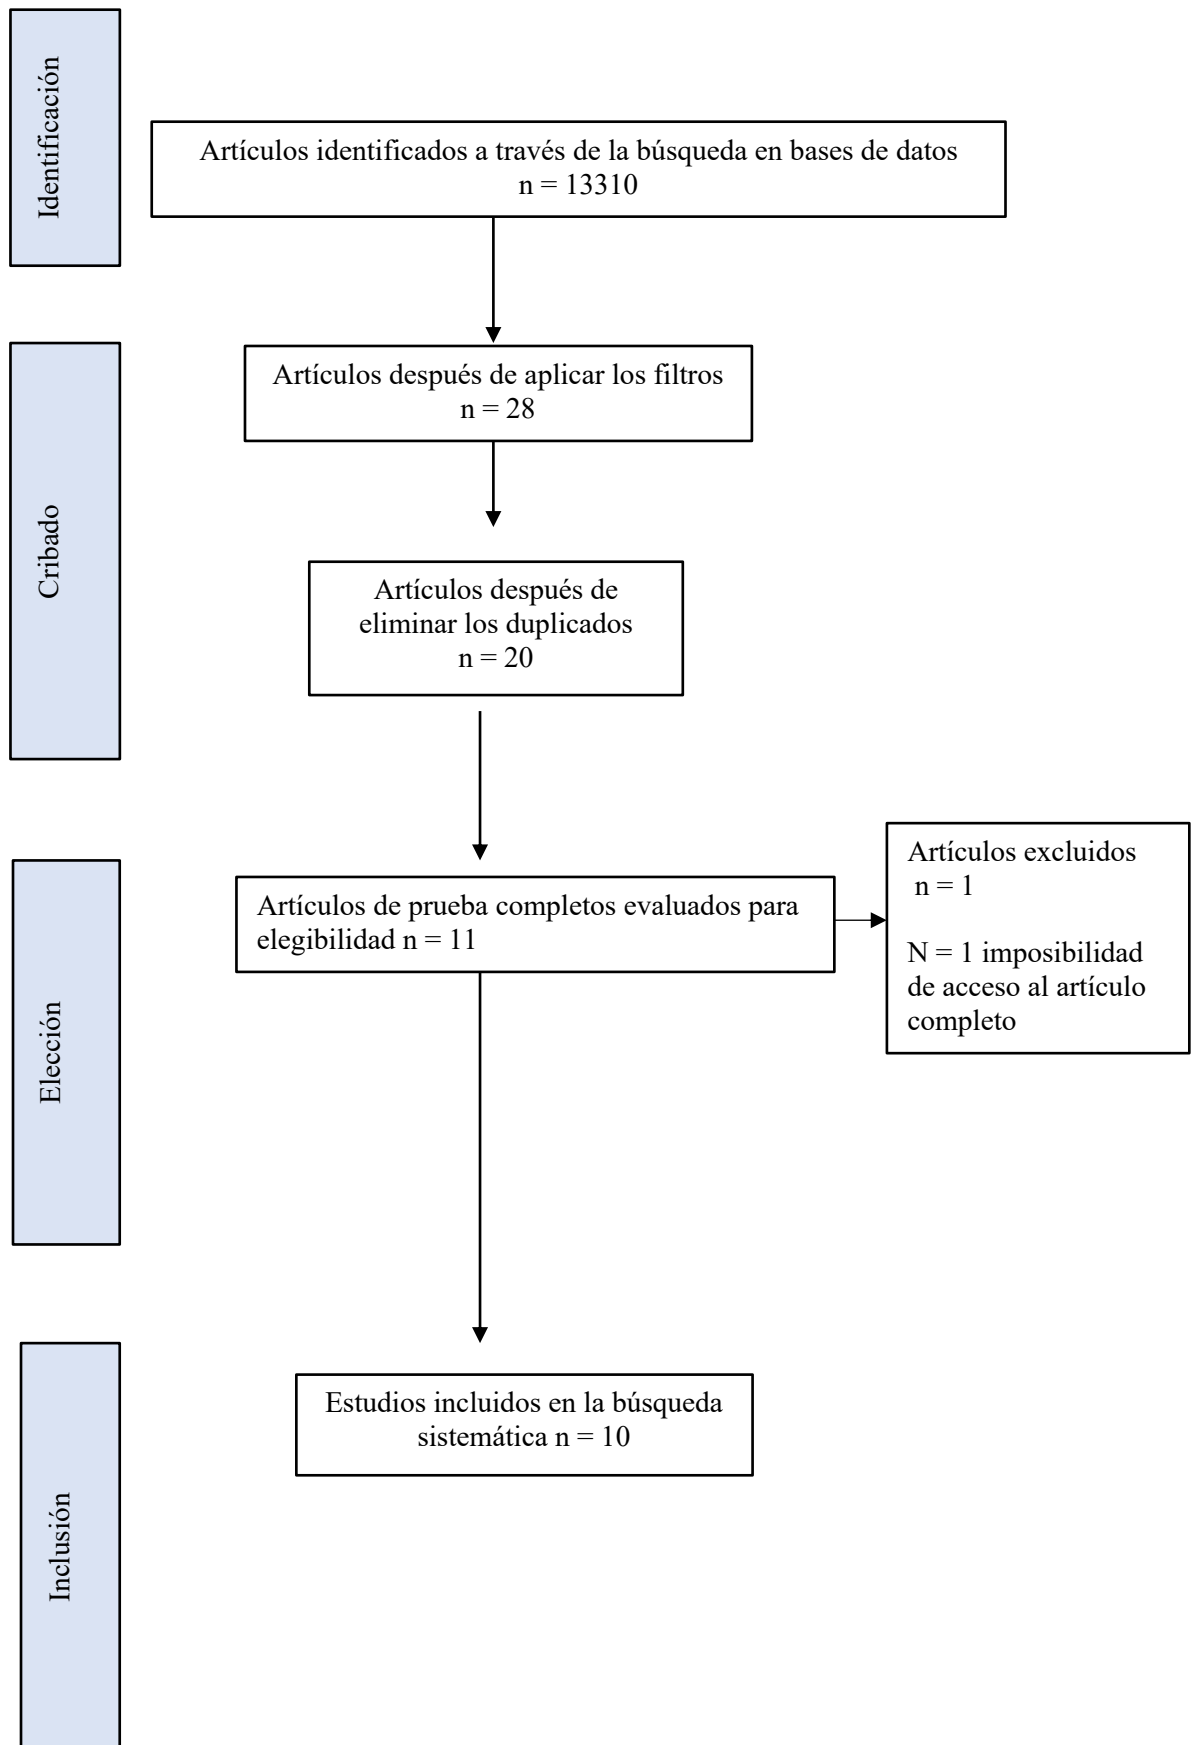 Identificación
Artículos identificados a través de la búsqueda en bases de datos
n = 13310
Cribado
Artículos después de aplicar los filtros
n = 28
Artículos después de
eliminar los duplicados
n = 20
Elección
Artículos de prueba completos evaluados para
elegibilidad n = 11
Artículos excluidos
n = 1
N = 1 imposibilidad
de acceso al artículo
completo
Inclusión
Estudios incluidos en la búsqueda
sistemática n = 10